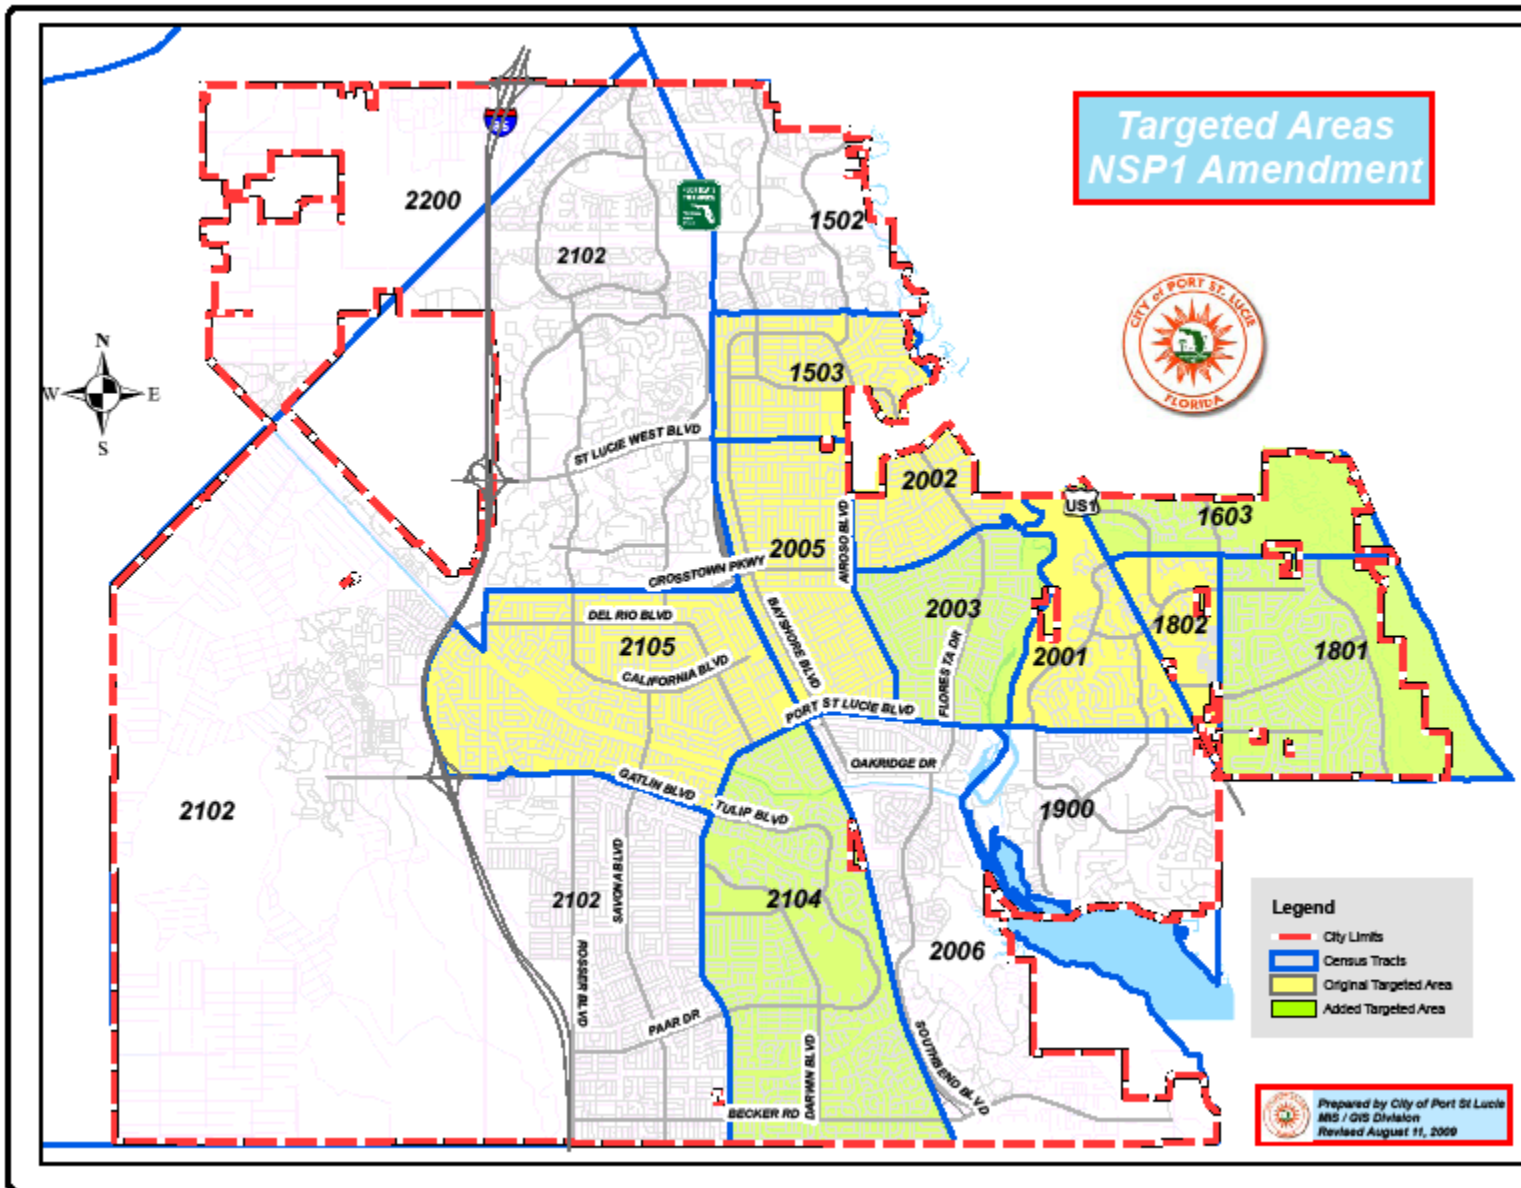 Targeted Areas
NSP1 Amendment
95
2200
1502
2102
CITY of PORT ST. LUCIE
FLORIDA
N
W E
S
1503
ST LUCIE WEST BLVD
2002
US1
1603
AIROSO BLVD
2005
CROSSTOWN PKWY
DEL RIO BLVD
2105
CALIFORNIA BLVD
BAYSHORE BLVD
2003
FLORESTA DR
2001
1802
1801
PORT ST LUCIE BLVD
OAKRIDGE DR
GATLIN BLVD
TULIP BLVD
2102
1900
SAVONA BLVD
2102
2104
ROSSER BLVD
2006
PAAR DR
DARWIN BLVD
SOUTHBEND BLVD
BECKER RD
Legend
City Limits
Census Tracts
Original Targeted Area
Added Targeted Area
Prepared by City of Port St Lucie
MIS / GIS Division
Revised August 11, 2009